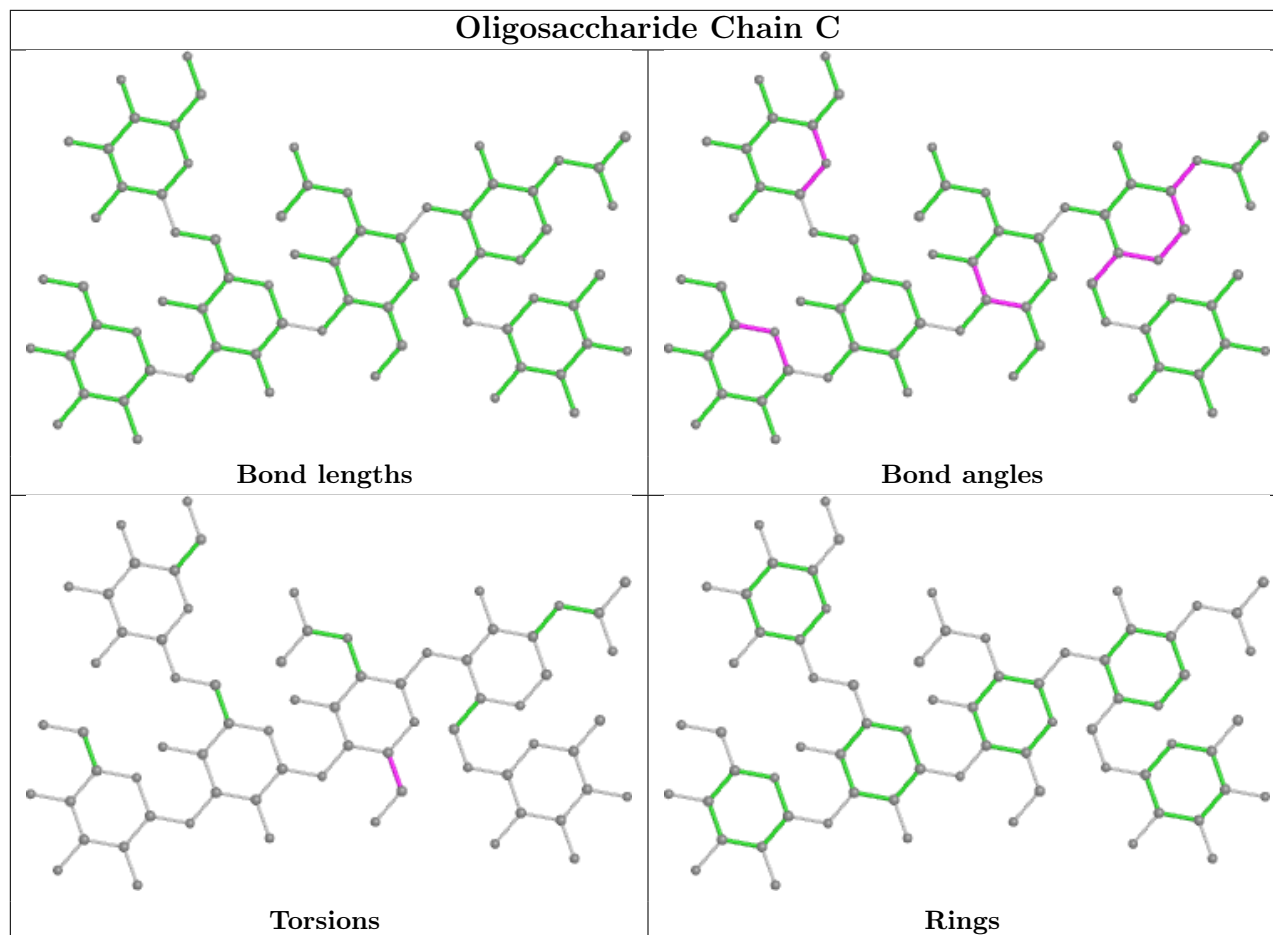 Oligosaccharide Chain C
Bond lengths
Bond angles
Torsions
Rings